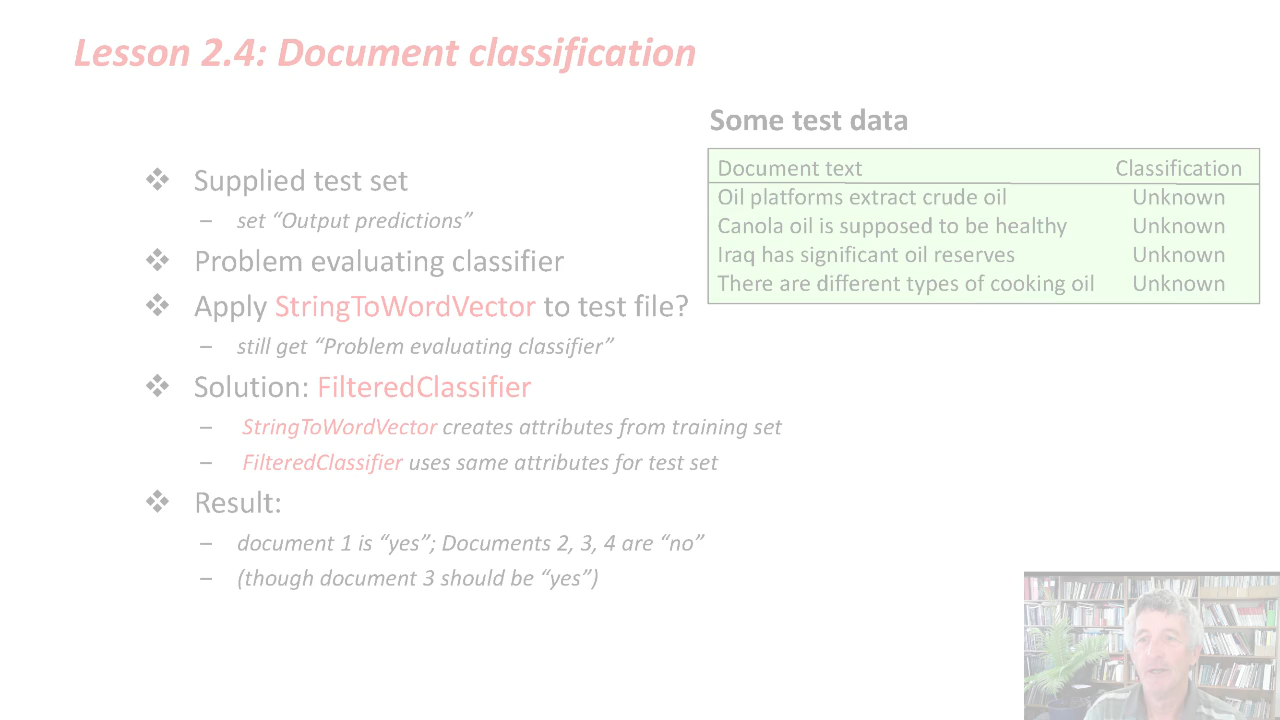 Lesson 2.4: Document classification
Some test data
Document text Classification
Oil platforms extract crude oil Unknown
Canola oil is supposed to be healthy Unknown
Iraq has significant oil reserves Unknown
There are different types of cooking oil Unknown
❖ Supplied test set
– set “Output predictions”
❖ Problem evaluating classifier
❖ Apply StringToWordVector to test file?
– still get “Problem evaluating classifier”
❖ Solution: FilteredClassifier
– StringToWordVector creates attributes from training set
– FilteredClassifier uses same attributes for test set
❖ Result:
– document 1 is “yes”; Documents 2, 3, 4 are “no”
– (though document 3 should be “yes”)